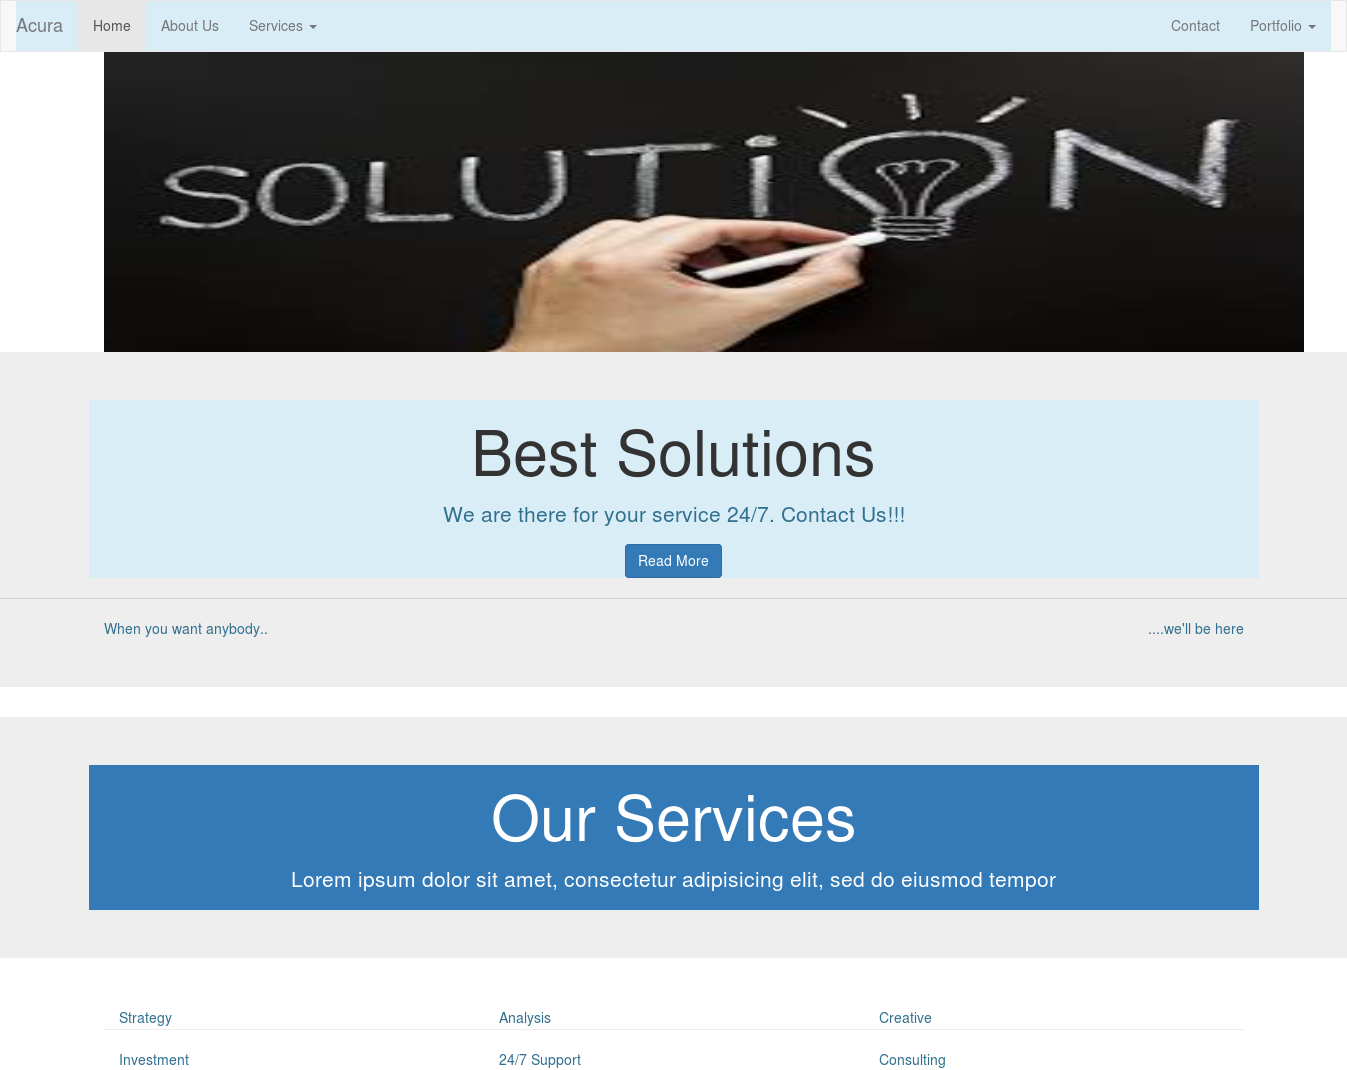 Acura Home About Us Services Contact Portfolio
SOLUTiON
Best Solutions
We are there for your service 24/7. Contact Us!!!
Read More
When you want anybody.. ....we'll be here
Our Services
Lorem ipsum dolor sit amet, consectetur adipisicing elit, sed do eiusmod tempor
Strategy Analysis Creative
Investment 24/7 Support Consulting